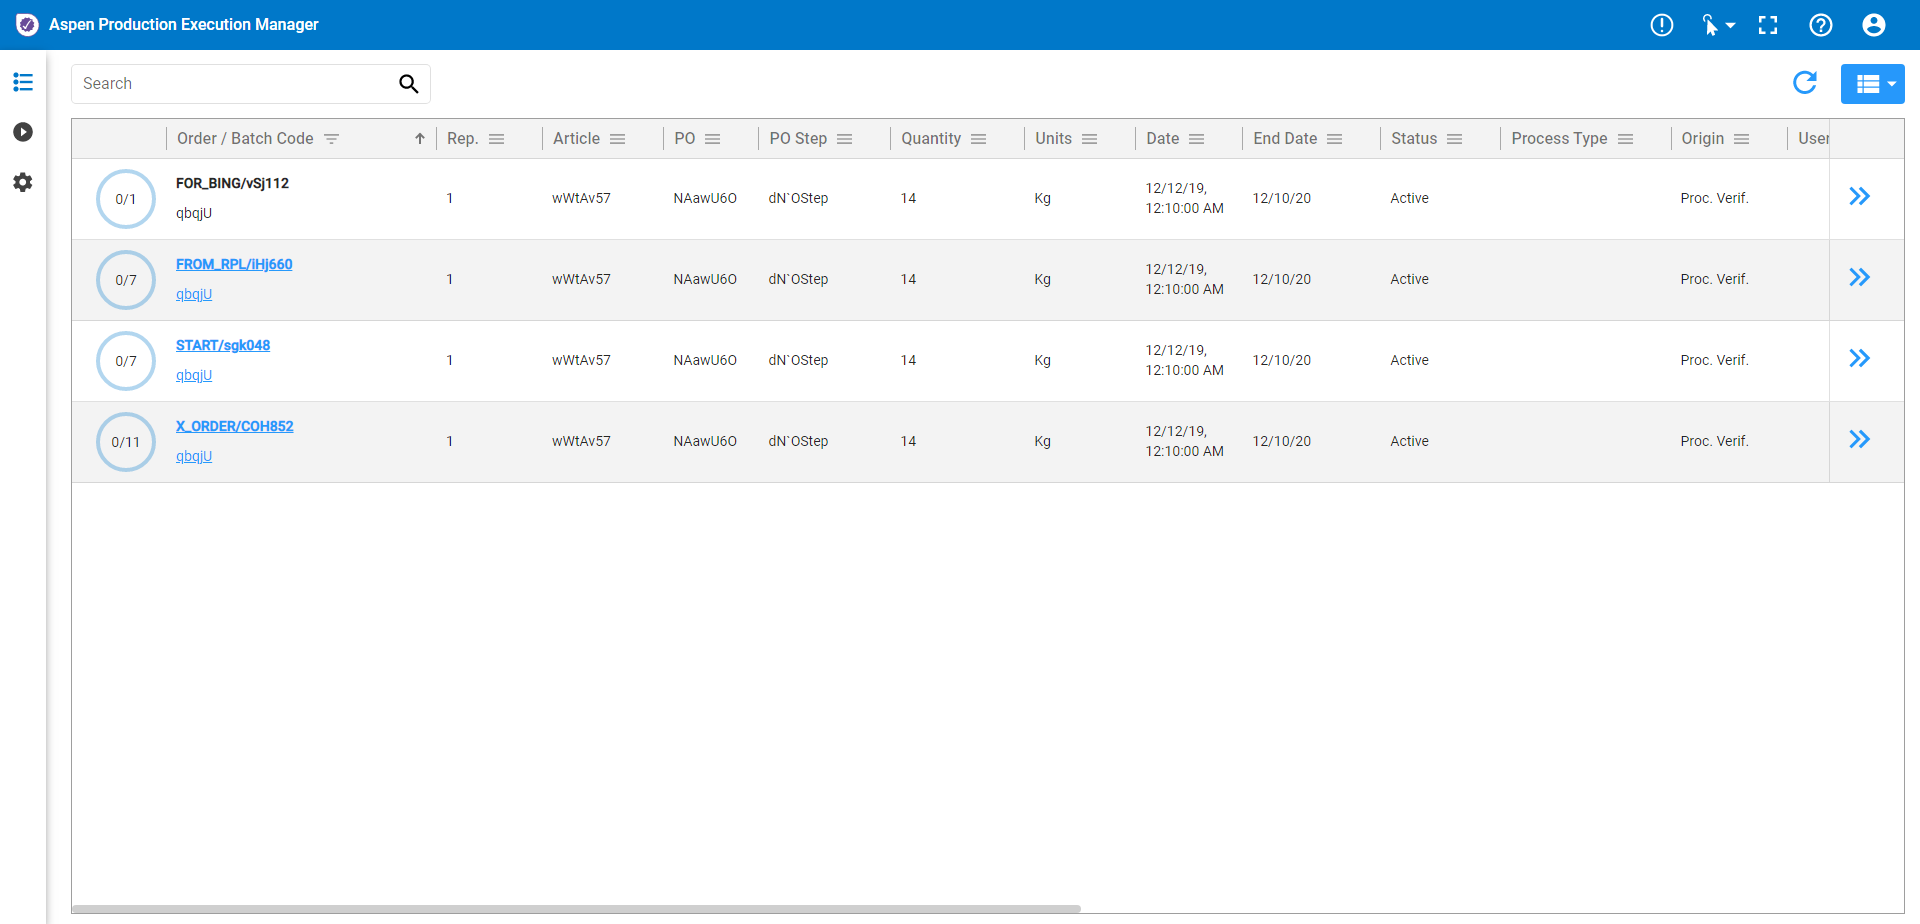 Aspen Production Execution Manager
Search
Order / Batch Code Rep. Article PO PO Step Quantity Units Date End Date Status Process Type Origin User
0/1 FOR_BING/vSj112 qbqjU 1 wWtAv57 NAawU6O dN`OStep 14 Kg 12/12/19, 12:10:00 AM 12/10/20 Active Proc. Verif.
0/7 FROM_RPL/iHj660 qbqjU 1 wWtAv57 NAawU6O dN`OStep 14 Kg 12/12/19, 12:10:00 AM 12/10/20 Active Proc. Verif.
0/7 START/sgk048 qbqjU 1 wWtAv57 NAawU6O dN`OStep 14 Kg 12/12/19, 12:10:00 AM 12/10/20 Active Proc. Verif.
0/11 X_ORDER/COH852 qbqjU 1 wWtAv57 NAawU6O dN`OStep 14 Kg 12/12/19, 12:10:00 AM 12/10/20 Active Proc. Verif.